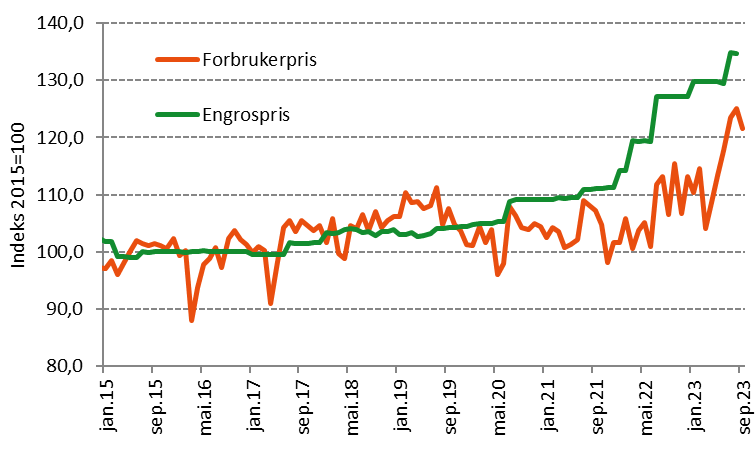 140,0
130,0
120,0
110,0
100,0
90,0
80,0
Indeks 2015=100
Forbrukerpris
Engrospris
jan.15
sep.15
mai.16
jan.17
sep.17
mai.18
jan.19
sep.19
mai.20
jan.21
sep.21
mai.22
jan.23
sep.23